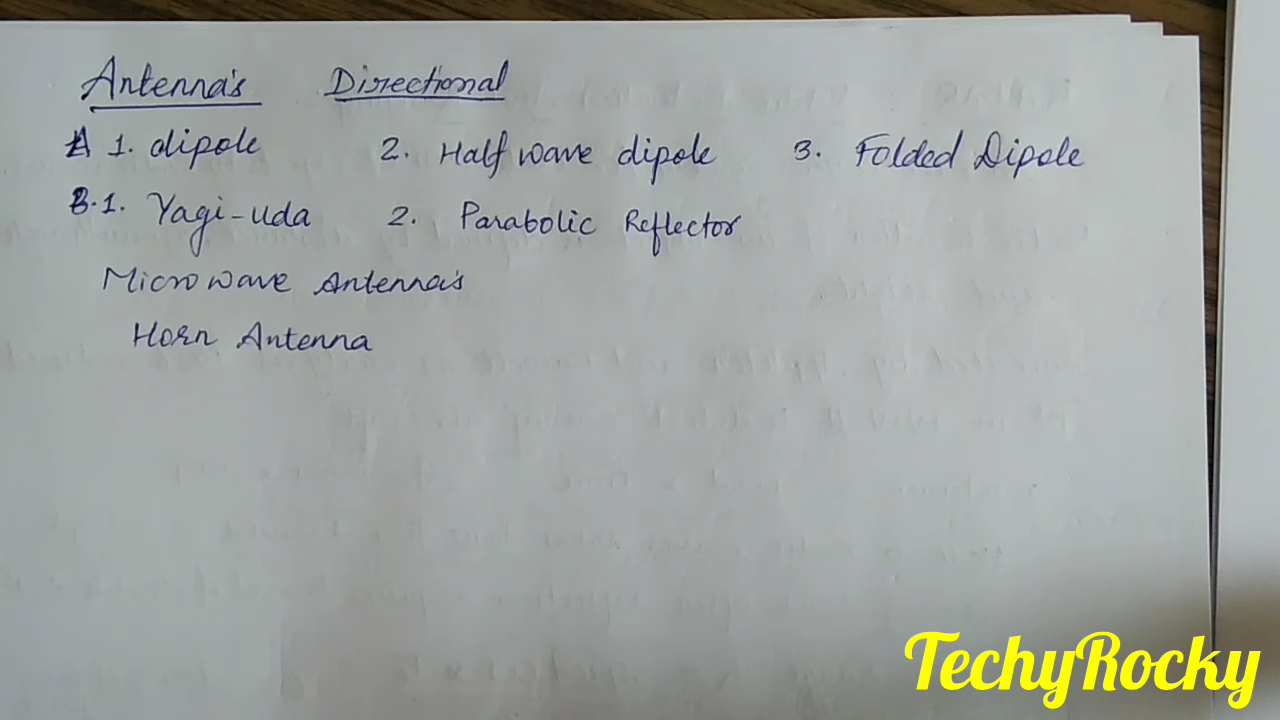 Antenna's Directional
A 1. dipole 2. Half wave dipole 3. Folded Dipole
B.1. Yagi-Uda 2. Parabolic Reflector
Microwave Antenna's
Horn Antenna
TechyRocky